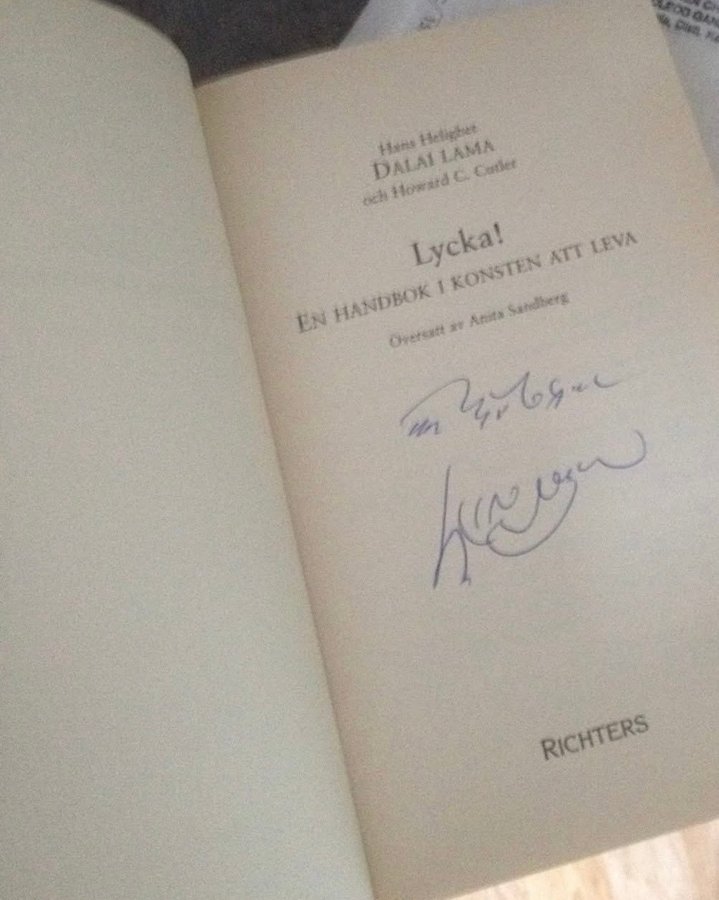 Hans Helighet
DALAI LAMA
och Howard C. Cutler
Lycka!
EN HANDBOK I KONSTEN ATT LEVA
Översatt av Anita Sandberg
RICHTERS